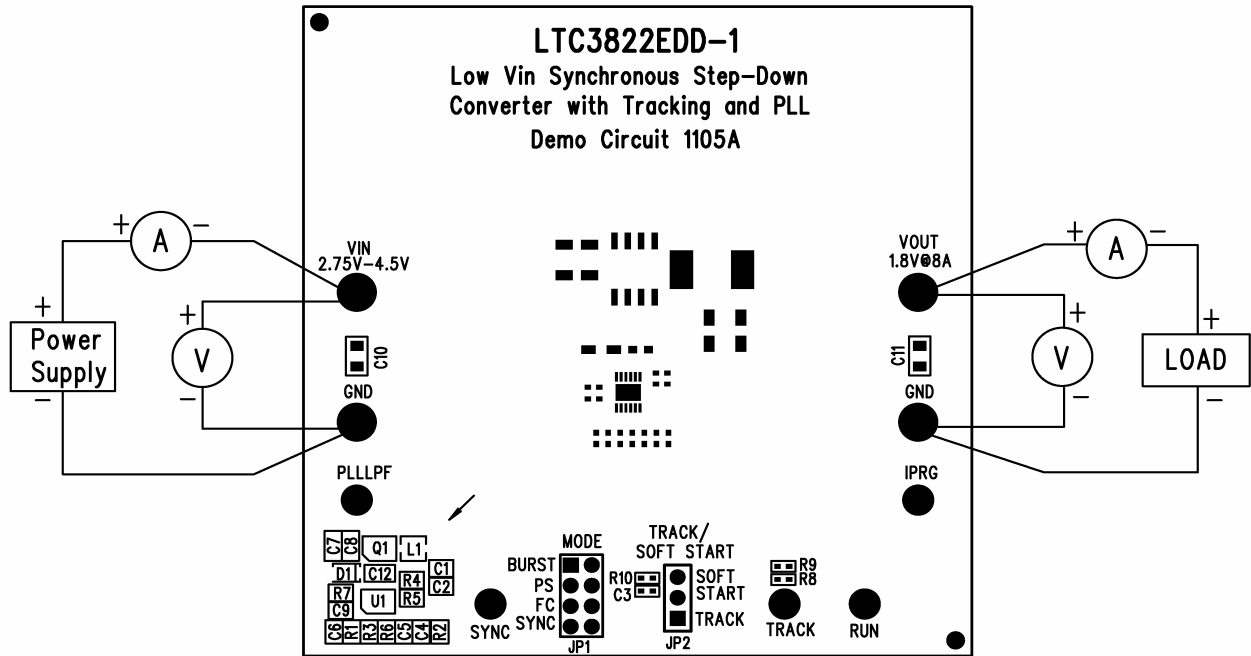 LTC3822EDD-1
Low Vin Synchronous Step-Down
Converter with Tracking and PLL
Demo Circuit 1105A
+ A -
VIN
2.75V-4.5V
VOUT
1.8V@8A
+ A -
+
Power
Supply
-
+
V
-
C10
C11
+
V
-
+
LOAD
-
GND
GND
PLLLPF
IPRG
C7
C8
Q1
L1
D1
C12
C1
C2
R4
R5
R7
C9
U1
C6
R1
R3
R6
C5
C4
R2
SYNC
MODE
BURST
PS
FC
SYNC
JP1
TRACK/
SOFT START
R10
C3
SOFT
START
TRACK
JP2
R9
R8
TRACK
RUN